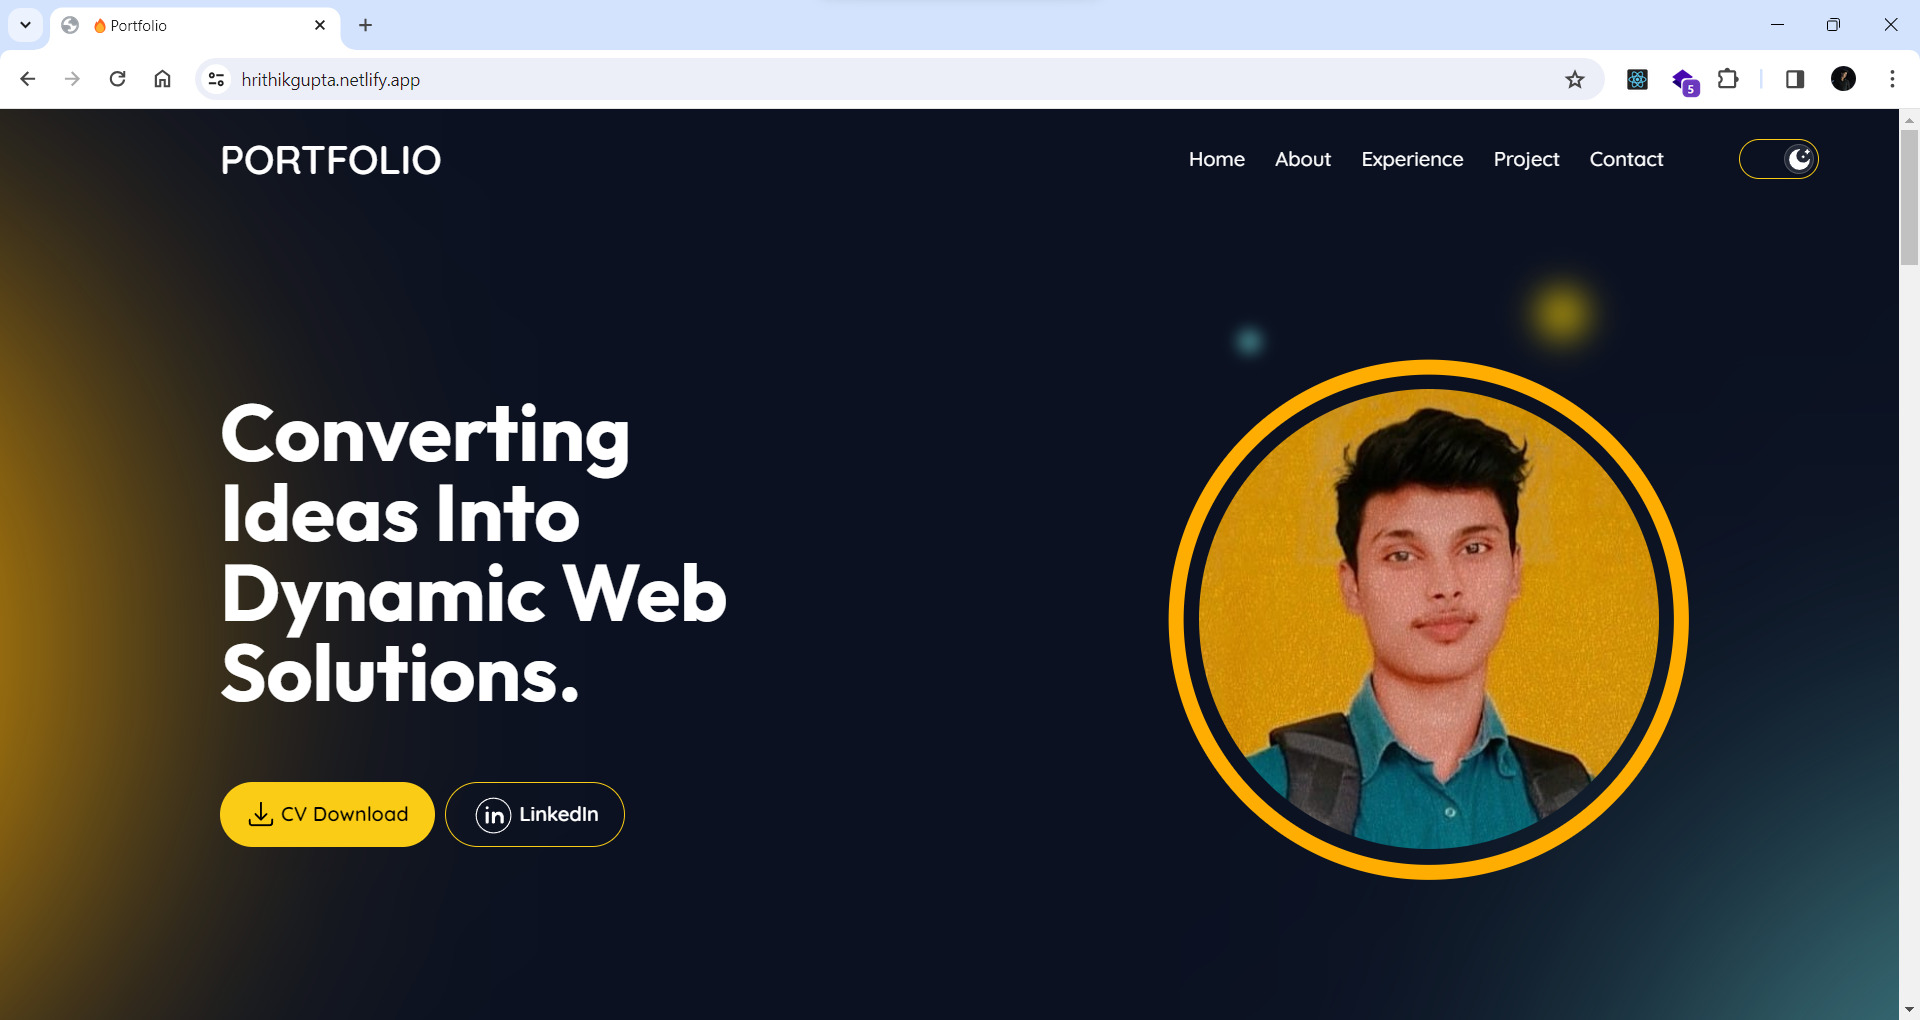 Portfolio
hrithikgupta.netlify.app
5
PORTFOLIO
Home About Experience Project Contact
Converting
Ideas Into
Dynamic Web
Solutions.
CV Download
in LinkedIn